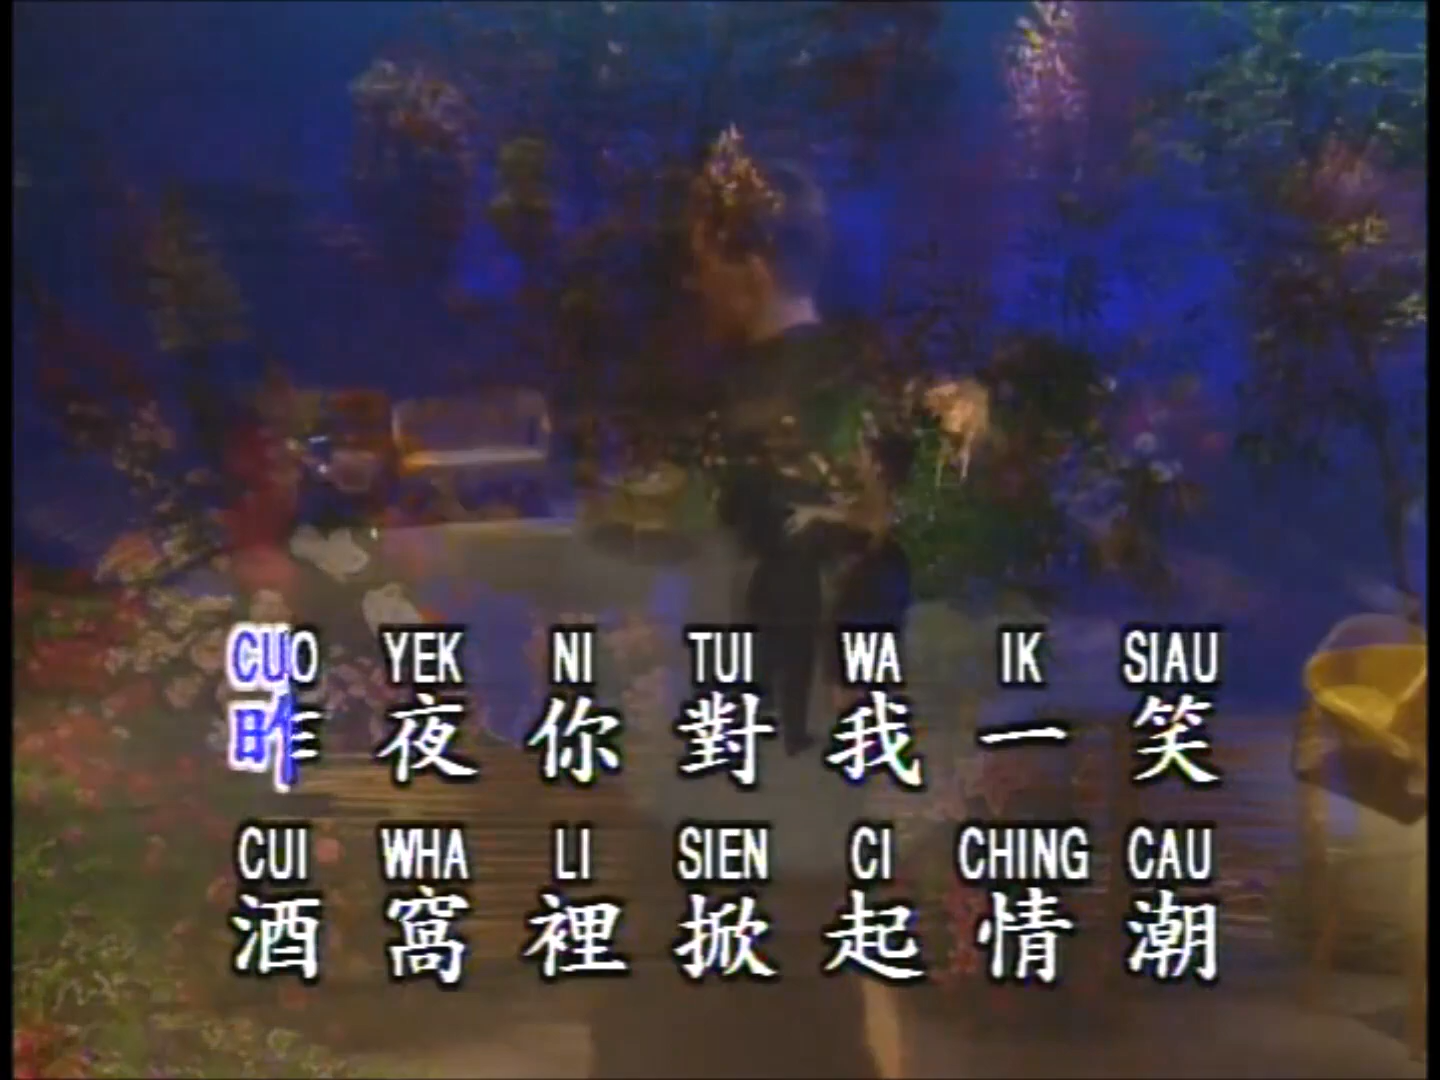 CUO YEK NI TUI WA IK SIAU
昨 夜 你 對 我 一 笑
CUI WHA LI SIEN CI CHING CAU
酒 窩 裡 掀 起 情 潮